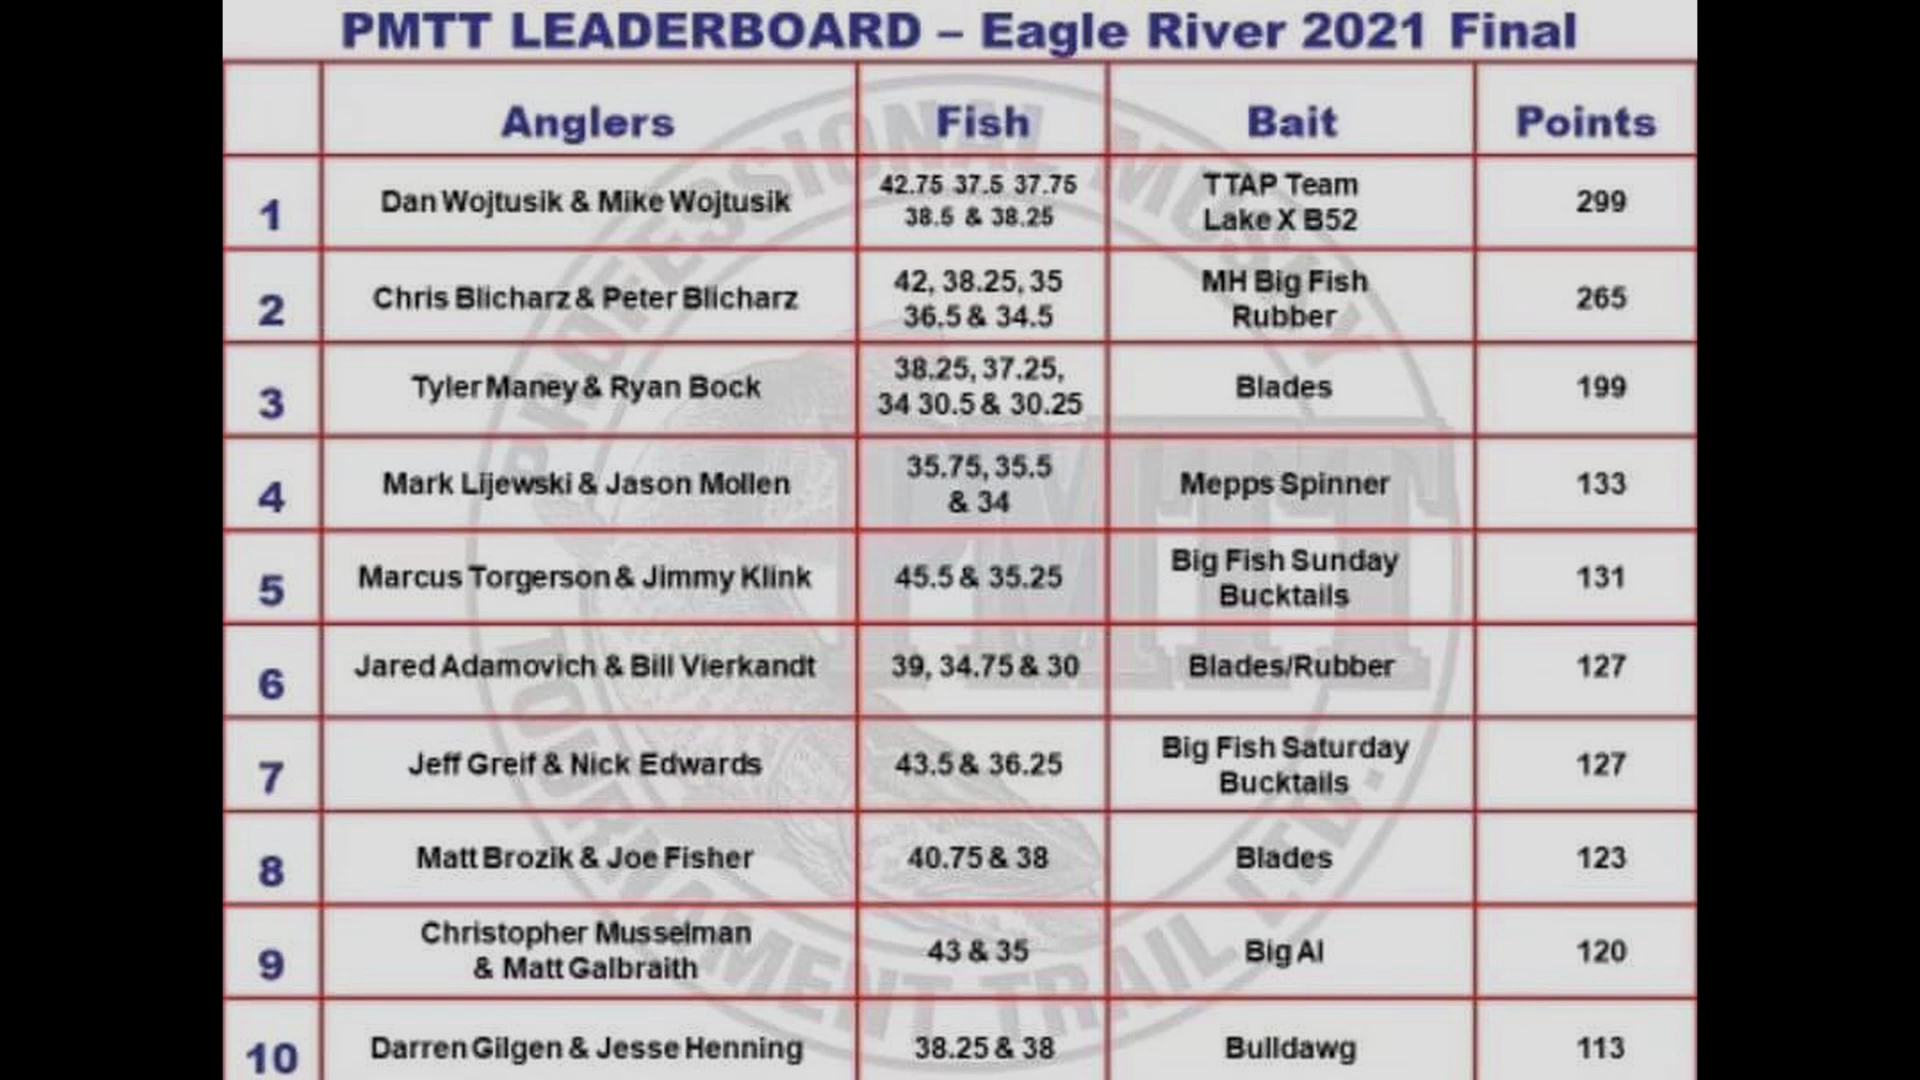 PMTT LEADERBOARD – Eagle River 2021 Final
Anglers Fish Bait Points
1 Dan Wojtusik & Mike Wojtusik 42.75 37.5 37.75 TTAP Team 299
38.5 & 38.25 Lake X B52
2 Chris Blicharz & Peter Blicharz 42, 38.25, 35 MH Big Fish 265
36.5 & 34.5 Rubber
3 Tyler Maney & Ryan Bock 38.25, 37.25, Blades 199
34 30.5 & 30.25
4 Mark Lijewski & Jason Mollen 35.75, 35.5 Mepps Spinner 133
& 34
5 Marcus Torgerson & Jimmy Klink 45.5 & 35.25 Big Fish Sunday 131
Bucktails
6 Jared Adamovich & Bill Vierkandt 39, 34.75 & 30 Blades/Rubber 127
7 Jeff Greif & Nick Edwards 43.5 & 36.25 Big Fish Saturday 127
Bucktails
8 Matt Brozik & Joe Fisher 40.75 & 38 Blades 123
9 Christopher Musselman 43 & 35 Big Al 120
& Matt Galbraith
10 Darren Gilgen & Jesse Henning 38.25 & 38 Bulldawg 113
PROFESSIONAL MUSKY
PMTT
TOURNAMENT TRAIL LTD.